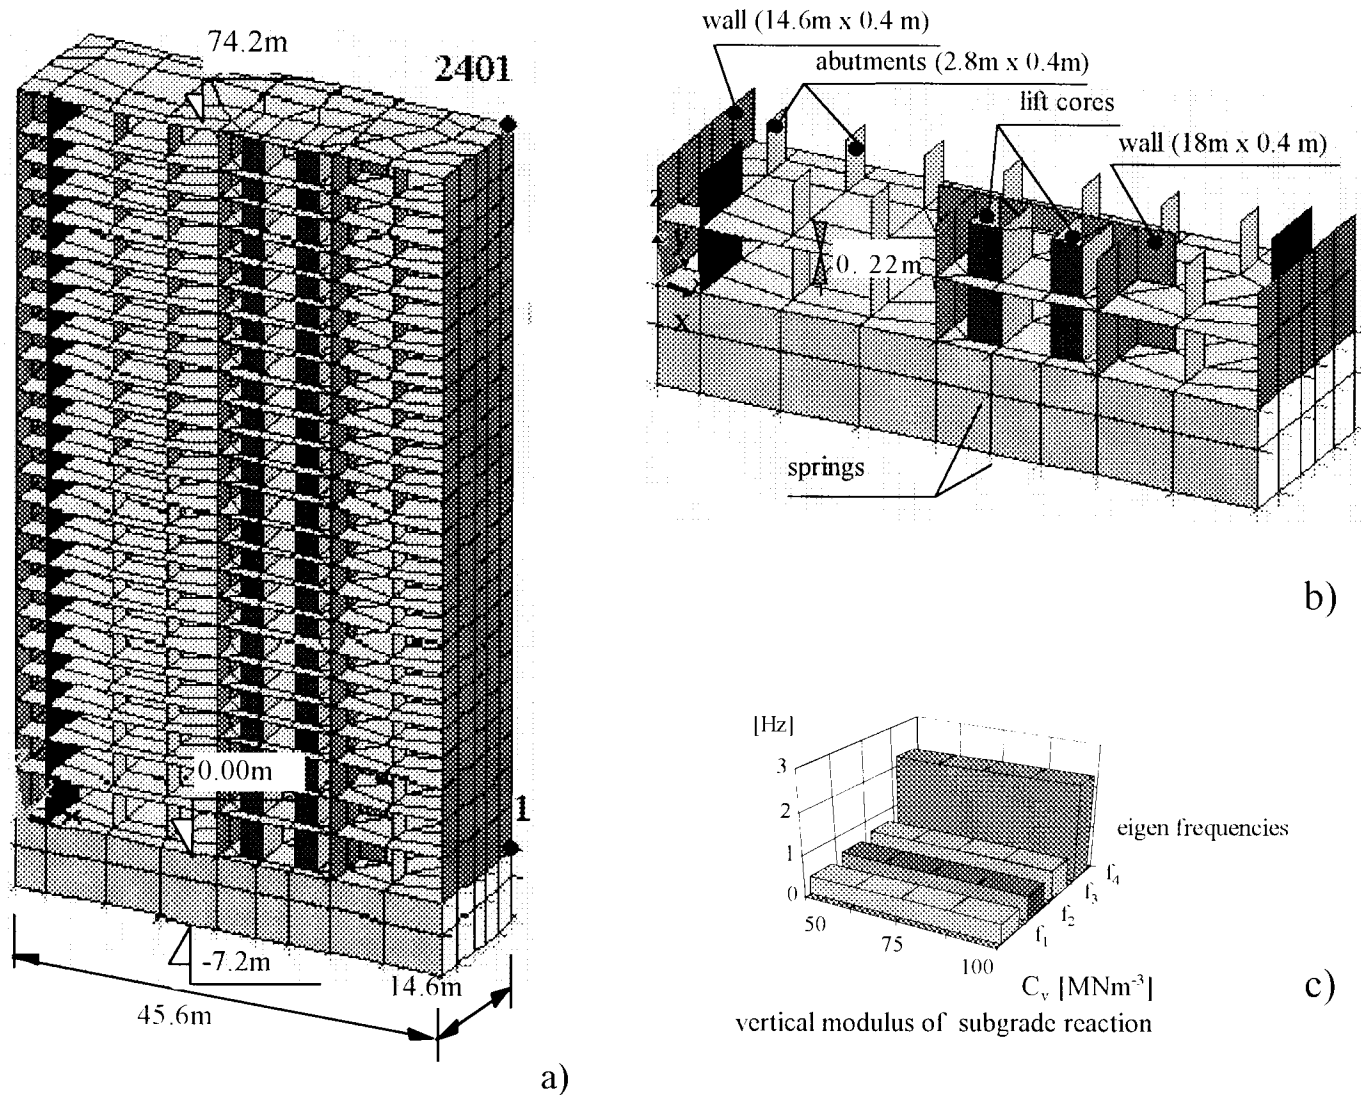 74.2m
2401
0.00m
1
-7.2m
14.6m
45.6m
a)
wall (14.6m x 0.4 m)
abutments (2.8m x 0.4m)
lift cores
wall (18m x 0.4 m)
z
0. 22m
x
springs
b)
[Hz]
3
2
1
0
50
75
100
f₁
f₂
f₃
f₄
eigen frequencies
Cᵥ [MNm⁻³]
vertical modulus of subgrade reaction
c)